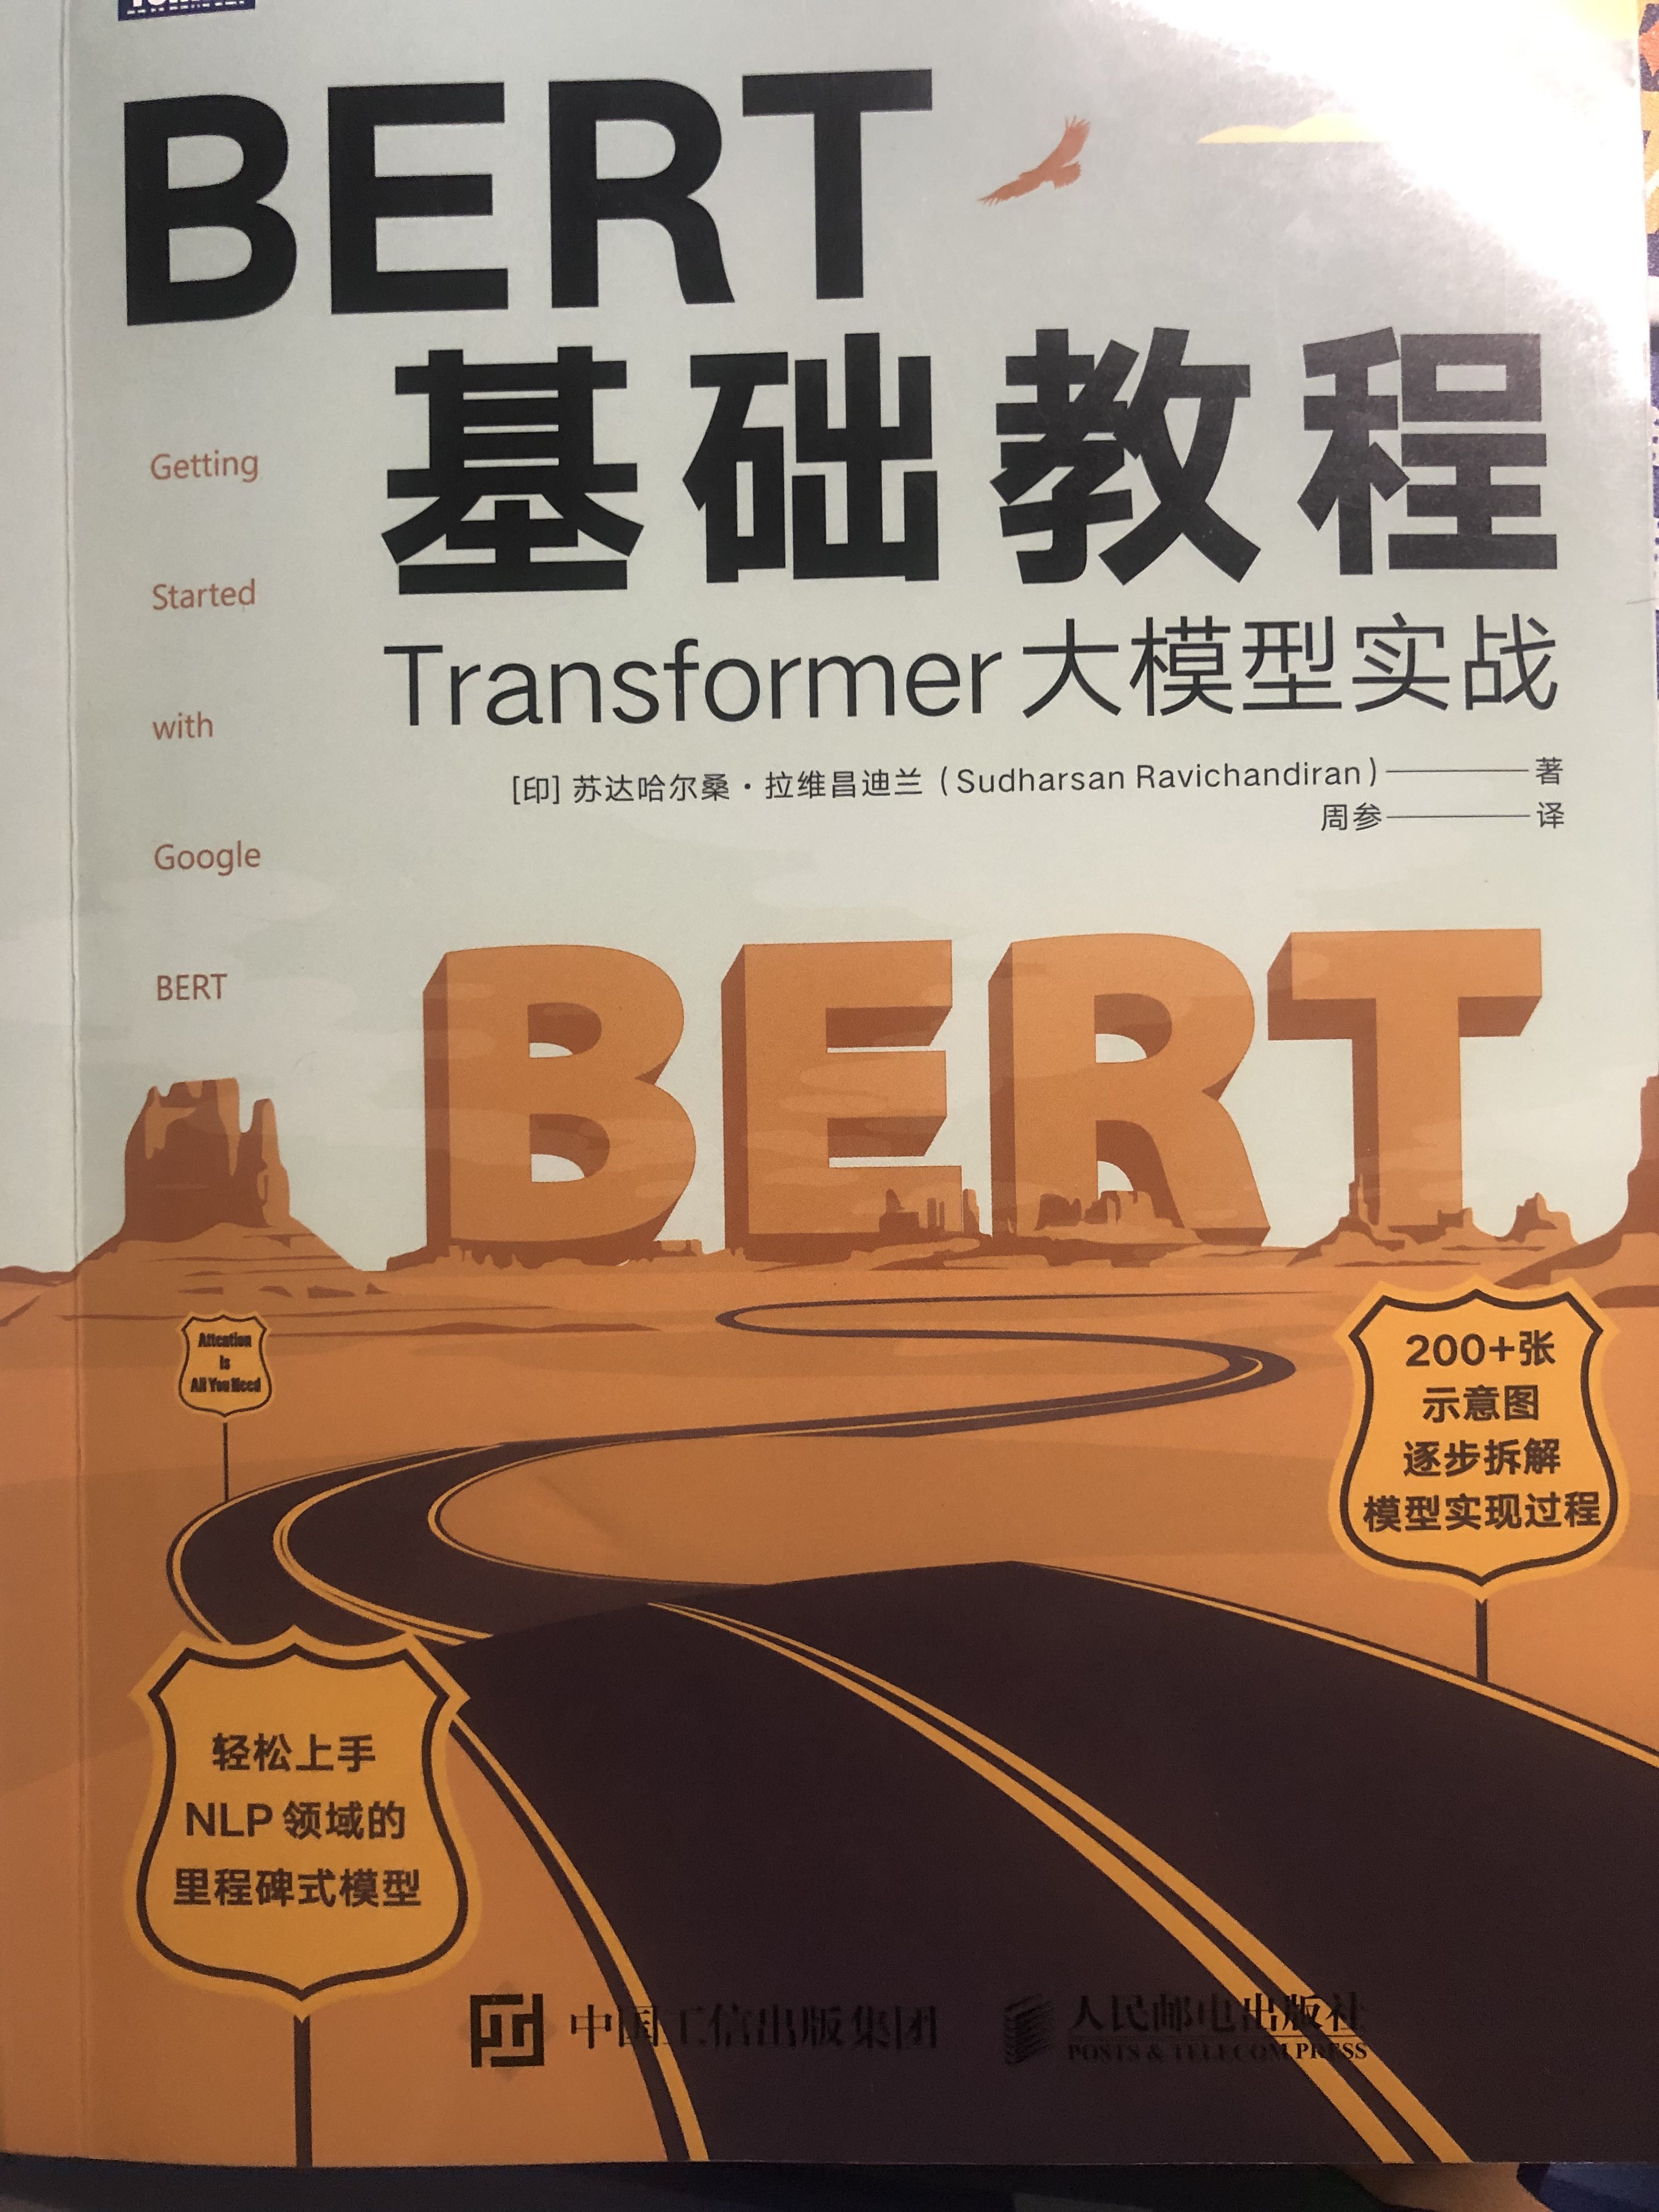 BERT
基础教程
Transformer大模型实战
[印] 苏达哈尔桑·拉维昌迪兰（Sudharsan Ravichandiran）——著
周参——译
Getting
Started
with
Google
BERT
BERT
Attention
Is
All You Need
200+张
示意图
逐步拆解
模型实现过程
轻松上手
NLP 领域的
里程碑式模型
中国工信出版集团
人民邮电出版社
POSTS & TELECOM PRESS